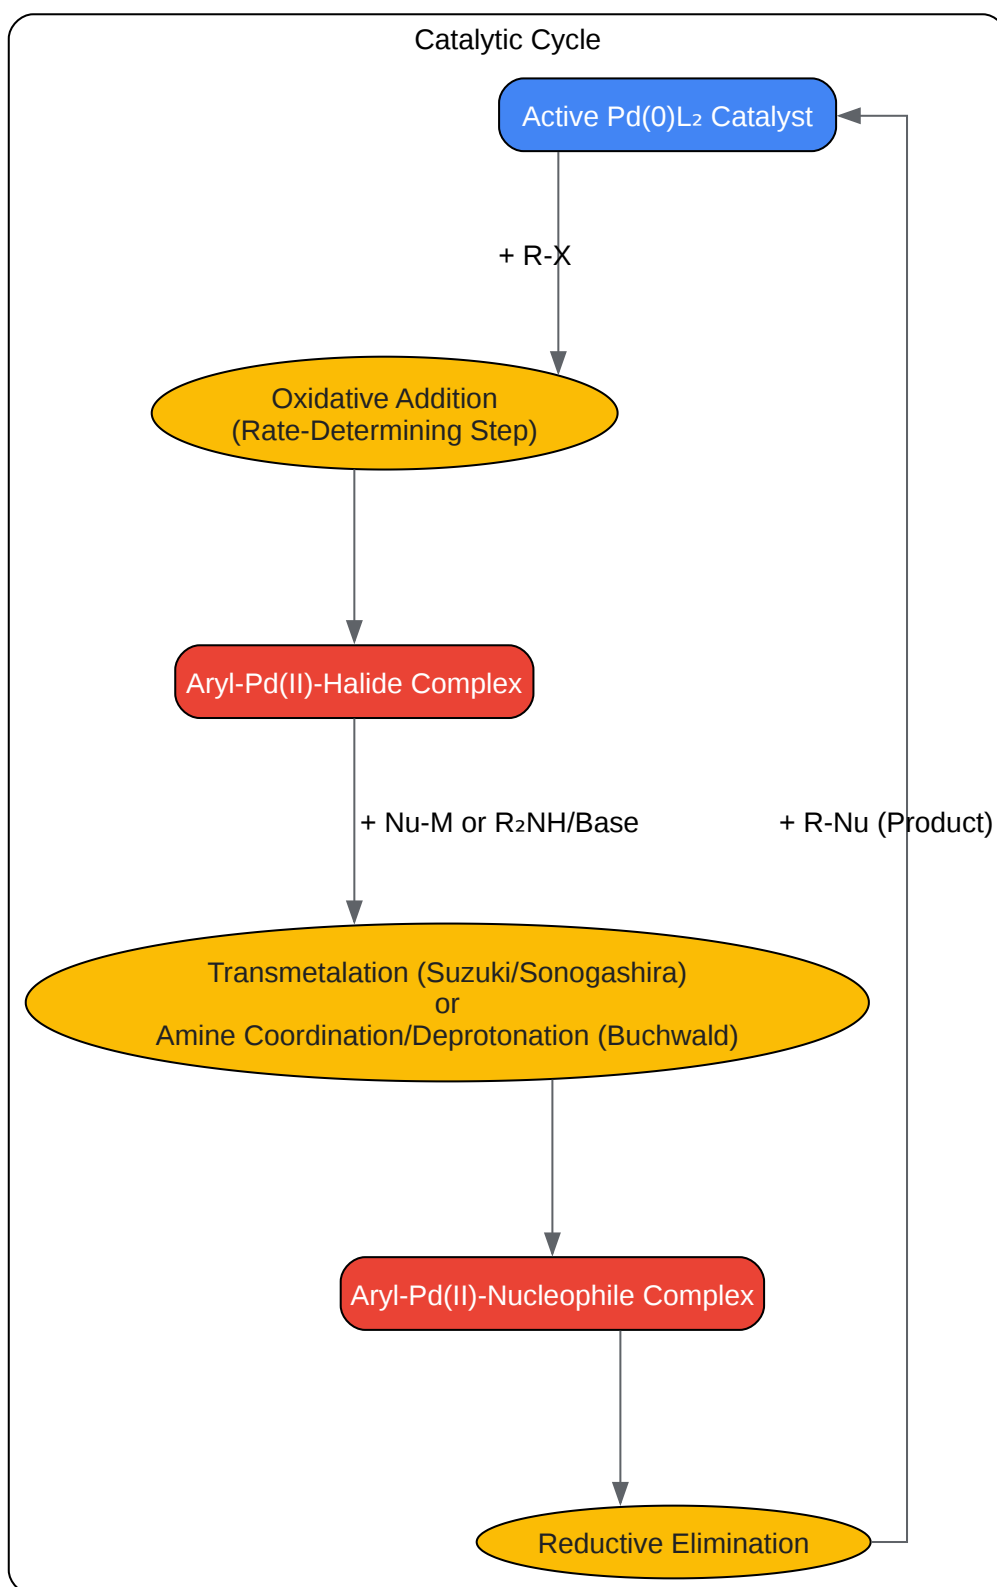 Catalytic Cycle
Active Pd(0)L₂ Catalyst
+ R-X
Oxidative Addition
(Rate-Determining Step)
Aryl-Pd(II)-Halide Complex
+ Nu-M or R₂NH/Base
+ R-Nu (Product)
Transmetalation (Suzuki/Sonogashira)
or
Amine Coordination/Deprotonation (Buchwald)
Aryl-Pd(II)-Nucleophile Complex
Reductive Elimination